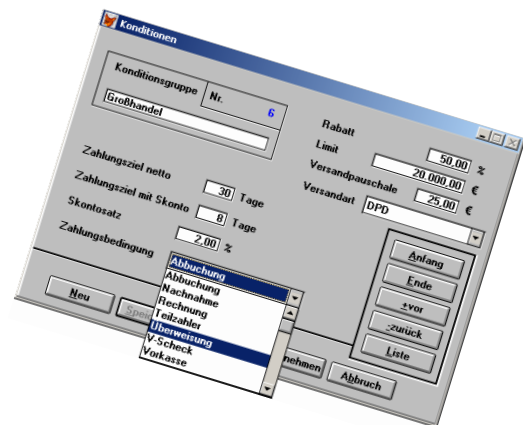 Konditionen
Konditionsgruppe Nr. 6
Großhandel
Rabatt 50,00 %
Limit 20.000,00 €
Versandpauschale 25,00 €
Versandart DPD
Zahlungsziel netto 30 Tage
Zahlungsziel mit Skonto 8 Tage
Skontosatz 2,00 %
Zahlungsbedingung Abbuchung
Abbuchung
Nachnahme
Rechnung
Teilzahler
Überweisung
V-Scheck
Vorkasse
Anfang
Ende
+vor
-zurück
Liste
Neu
Abbruch